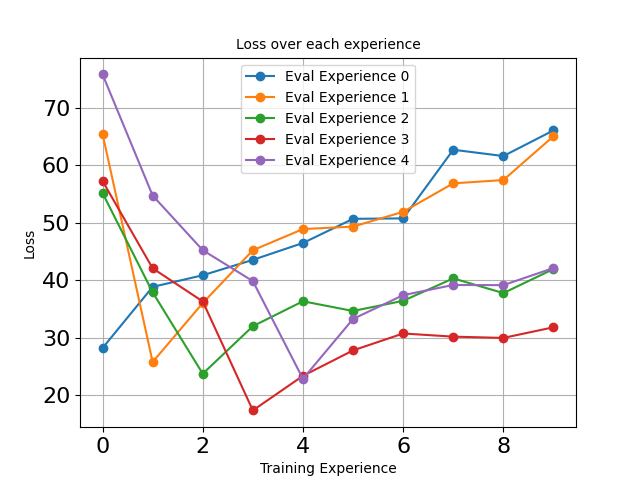 Loss over each experience
Eval Experience 0
Eval Experience 1
Eval Experience 2
Eval Experience 3
Eval Experience 4
70
60
50
40
30
20
Loss
0 2 4 6 8
Training Experience